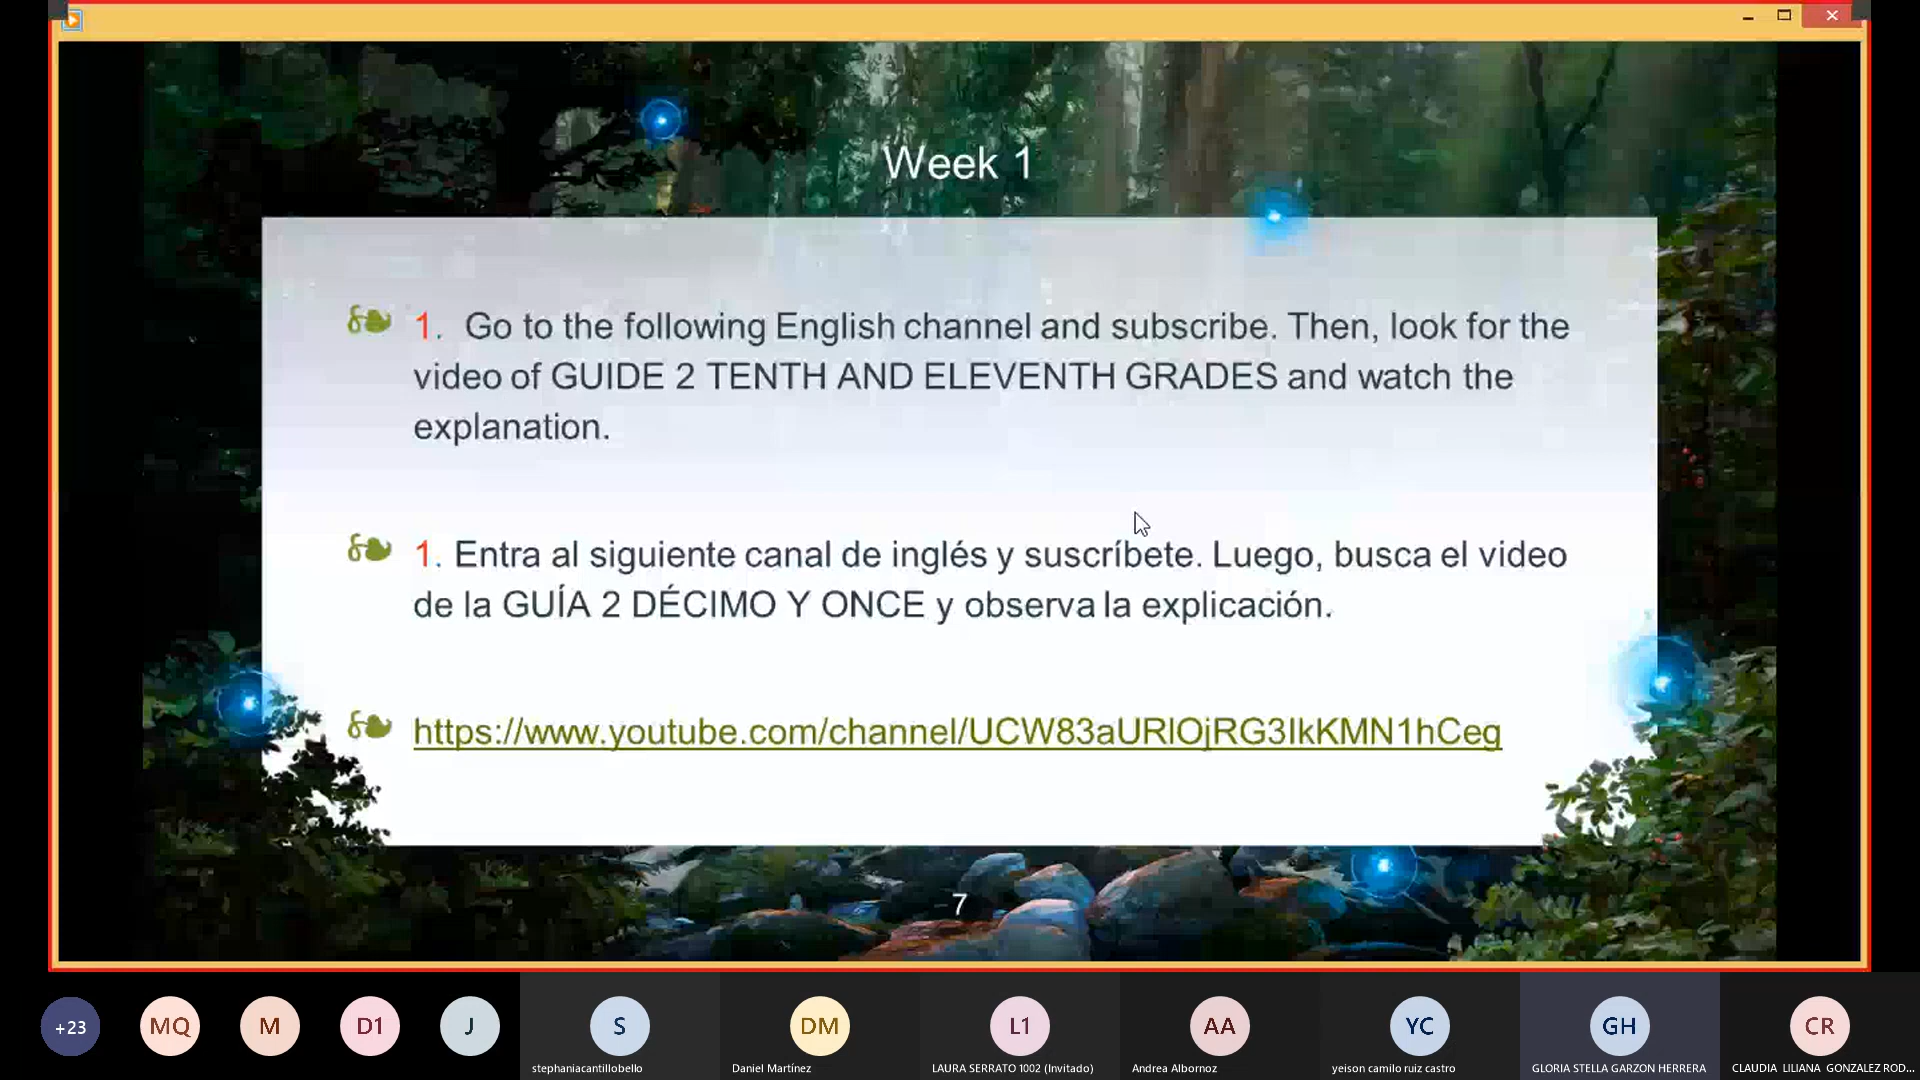 Week 1
1. Go to the following English channel and subscribe. Then, look for the
video of GUIDE 2 TENTH AND ELEVENTH GRADES and watch the
explanation.
1. Entra al siguiente canal de inglés y suscríbete. Luego, busca el video
de la GUÍA 2 DÉCIMO Y ONCE y observa la explicación.
https://www.youtube.com/channel/UCW83aURlOjRG3IkKMN1hCeg
7
+23
MQ
M
D1
J
S
DM
L1
AA
YC
GH
CR
stephaniacantillobello
Daniel Martínez
LAURA SERRATO 1002 (Invitado)
Andrea Albornoz
yeison camilo ruiz castro
GLORIA STELLA GARZON HERRERA
CLAUDIA LILIANA GONZALEZ ROD...